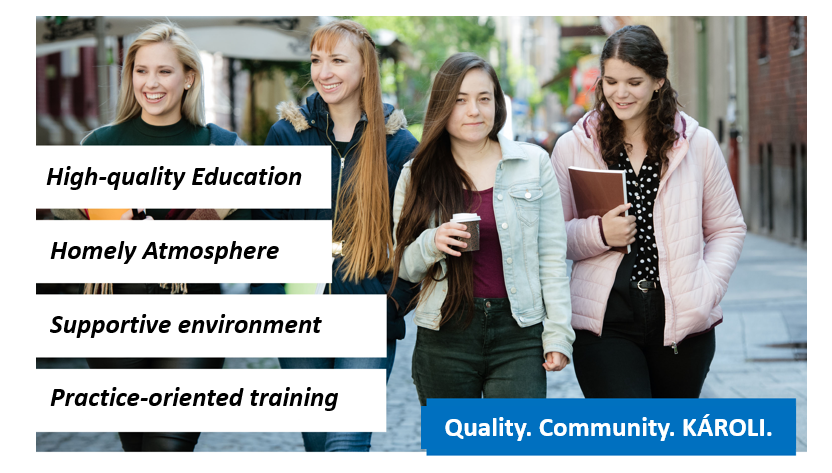 High-quality Education
Homely Atmosphere
Supportive environment
Practice-oriented training
Quality. Community. KÁROLI.